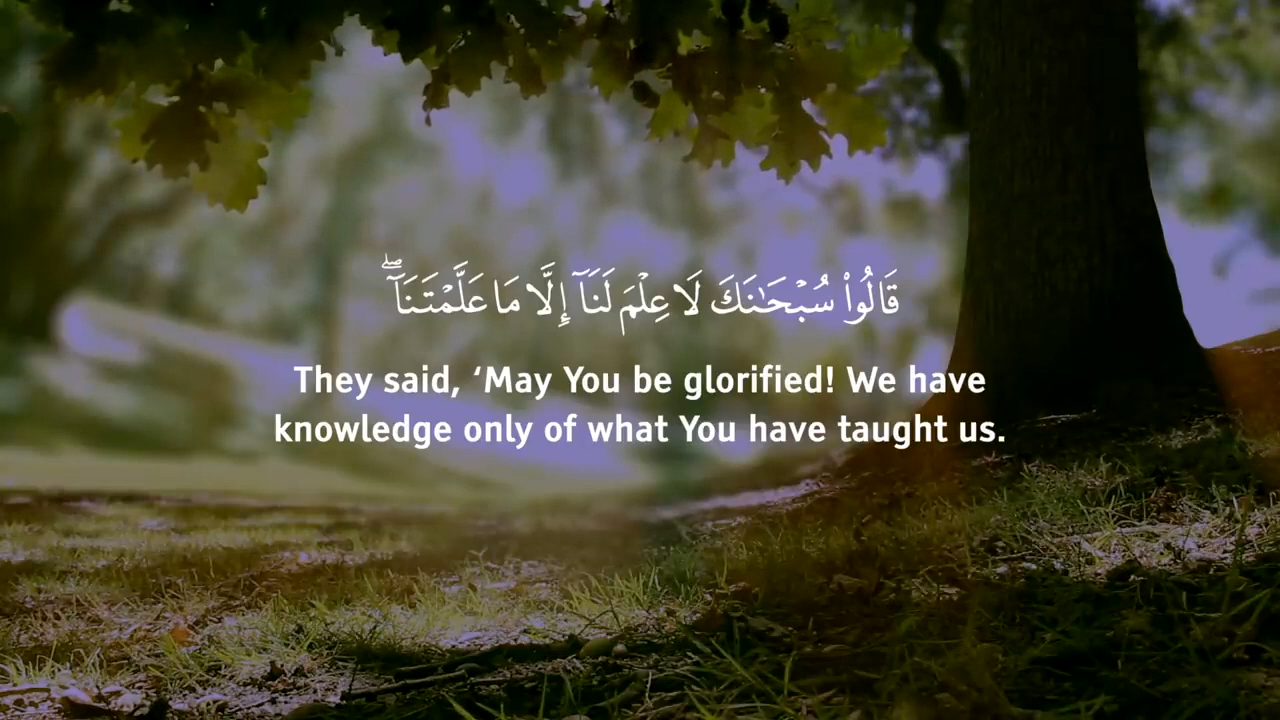 قَالُوا۟ سُبْحَـٰنَكَ لَا عِلْمَ لَنَآ إِلَّا مَا عَلَّمْتَنَآ ۖ
They said, ‘May You be glorified! We have
knowledge only of what You have taught us.